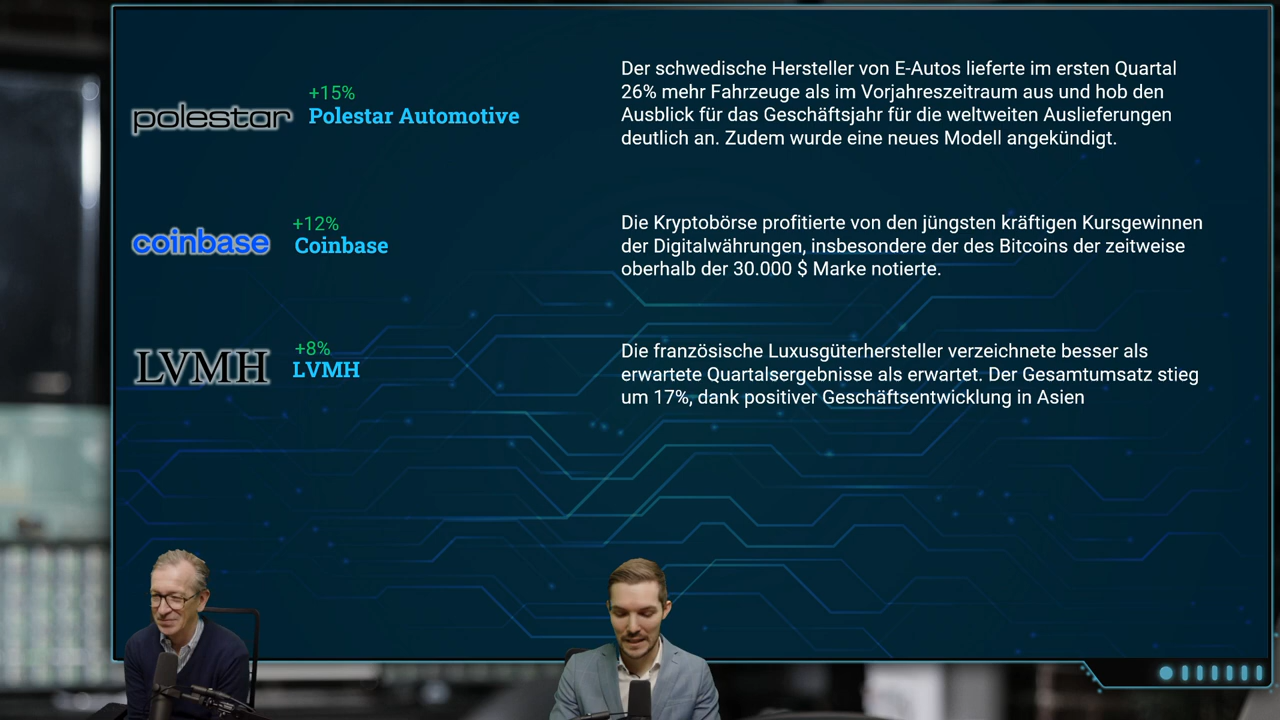 polestar
+15%
Polestar Automotive
Der schwedische Hersteller von E-Autos lieferte im ersten Quartal
26% mehr Fahrzeuge als im Vorjahreszeitraum aus und hob den
Ausblick für das Geschäftsjahr für die weltweiten Auslieferungen
deutlich an. Zudem wurde eine neues Modell angekündigt.
coinbase
+12%
Coinbase
Die Kryptobörse profitierte von den jüngsten kräftigen Kursgewinnen
der Digitalwährungen, insbesondere der des Bitcoins der zeitweise
oberhalb der 30.000 $ Marke notierte.
LVMH
+8%
LVMH
Die französische Luxusgüterhersteller verzeichnete besser als
erwartete Quartalsergebnisse als erwartet. Der Gesamtumsatz stieg
um 17%, dank positiver Geschäftsentwicklung in Asien